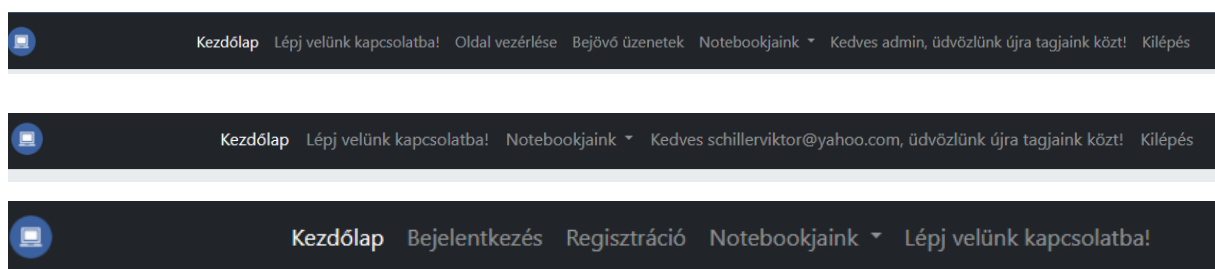 Kezdőlap Lépj velünk kapcsolatba! Oldal vezérlése Bejövő üzenetek Notebookjaink Kedves admin, üdvözlünk újra tagjaink közt! Kilépés
Kezdőlap Lépj velünk kapcsolatba! Notebookjaink Kedves schillerviktor@yahoo.com, üdvözlünk újra tagjaink közt! Kilépés
Kezdőlap Bejelentkezés Regisztráció Notebookjaink Lépj velünk kapcsolatba!